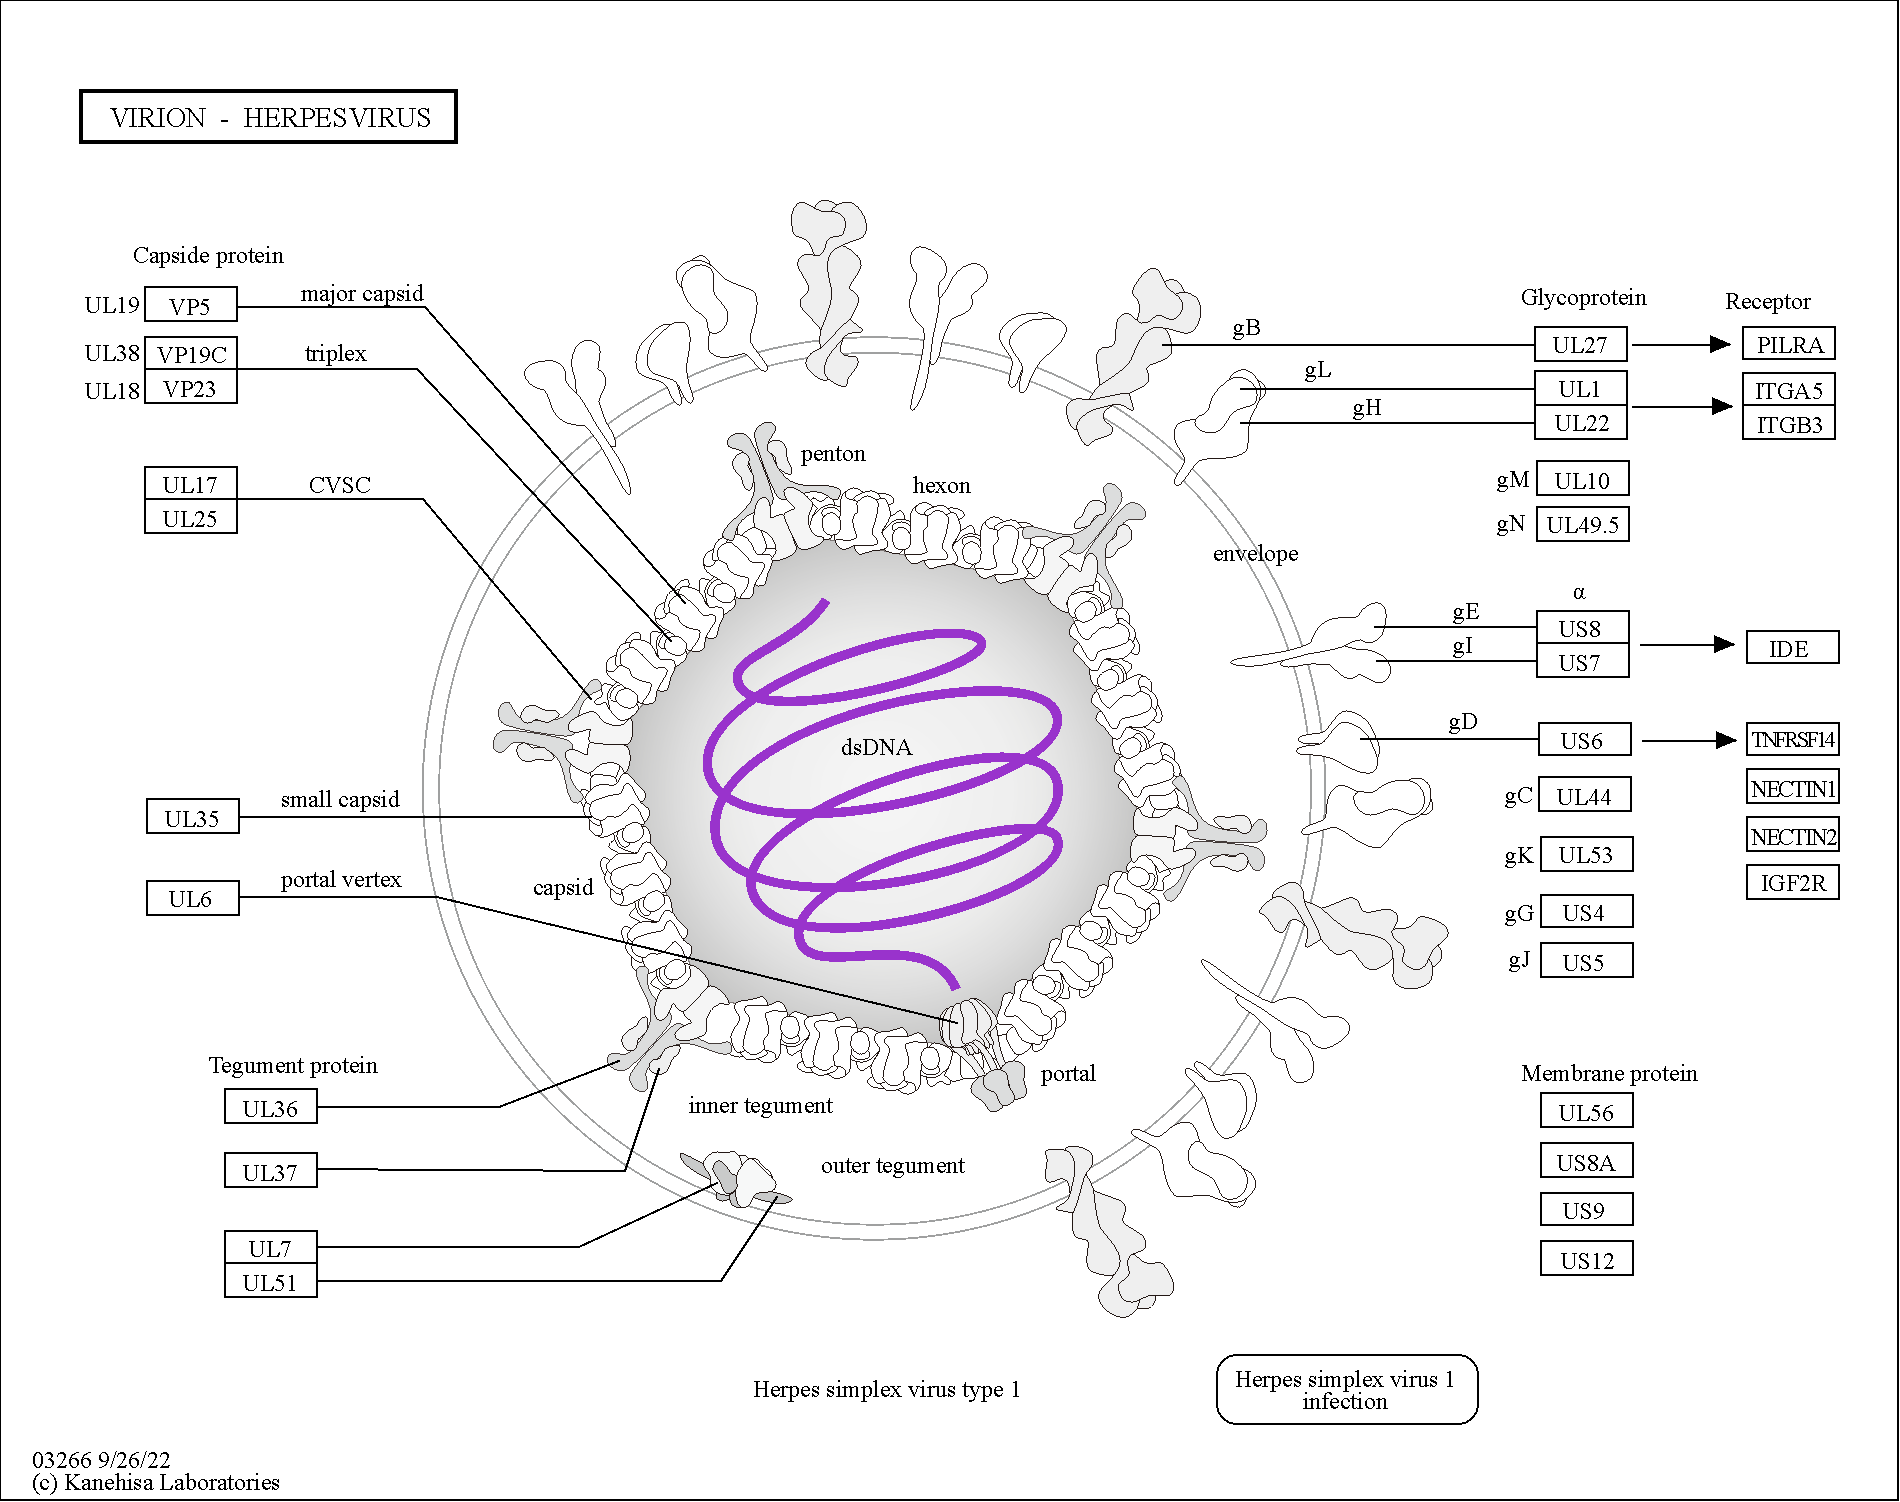 VIRION - HERPESVIRUS
Capside protein
UL19 VP5 major capsid
UL38 VP19C triplex
UL18 VP23
UL17 CVSC
UL25
UL35 small capsid
UL6 portal vertex
Tegument protein
UL36
UL37
UL7
UL51
penton
hexon
envelope
dsDNA
capsid
portal
inner tegument
outer tegument
Glycoprotein Receptor
gB UL27 PILRA
gL UL1 ITGA5
gH UL22 ITGB3
gM UL10
gN UL49.5
α
gE US8
gI US7
IDE
gD US6 TNFRSF14
gC UL44 NECTIN1
NECTIN2
gK UL53
IGF2R
gG US4
gJ US5
Membrane protein
UL56
US8A
US9
US12
Herpes simplex virus type 1
Herpes simplex virus 1
infection
03266 9/26/22
(c) Kanehisa Laboratories